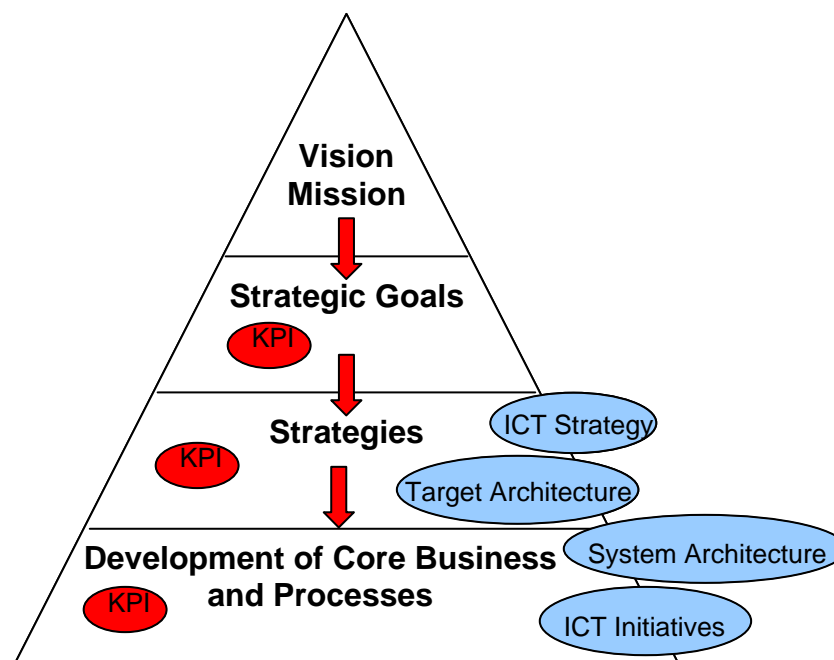 Vision
Mission
Strategic Goals
KPI
ICT Strategy
Strategies
KPI
Target Architecture
System Architecture
Development of Core Business
and Processes
KPI
ICT Initiatives